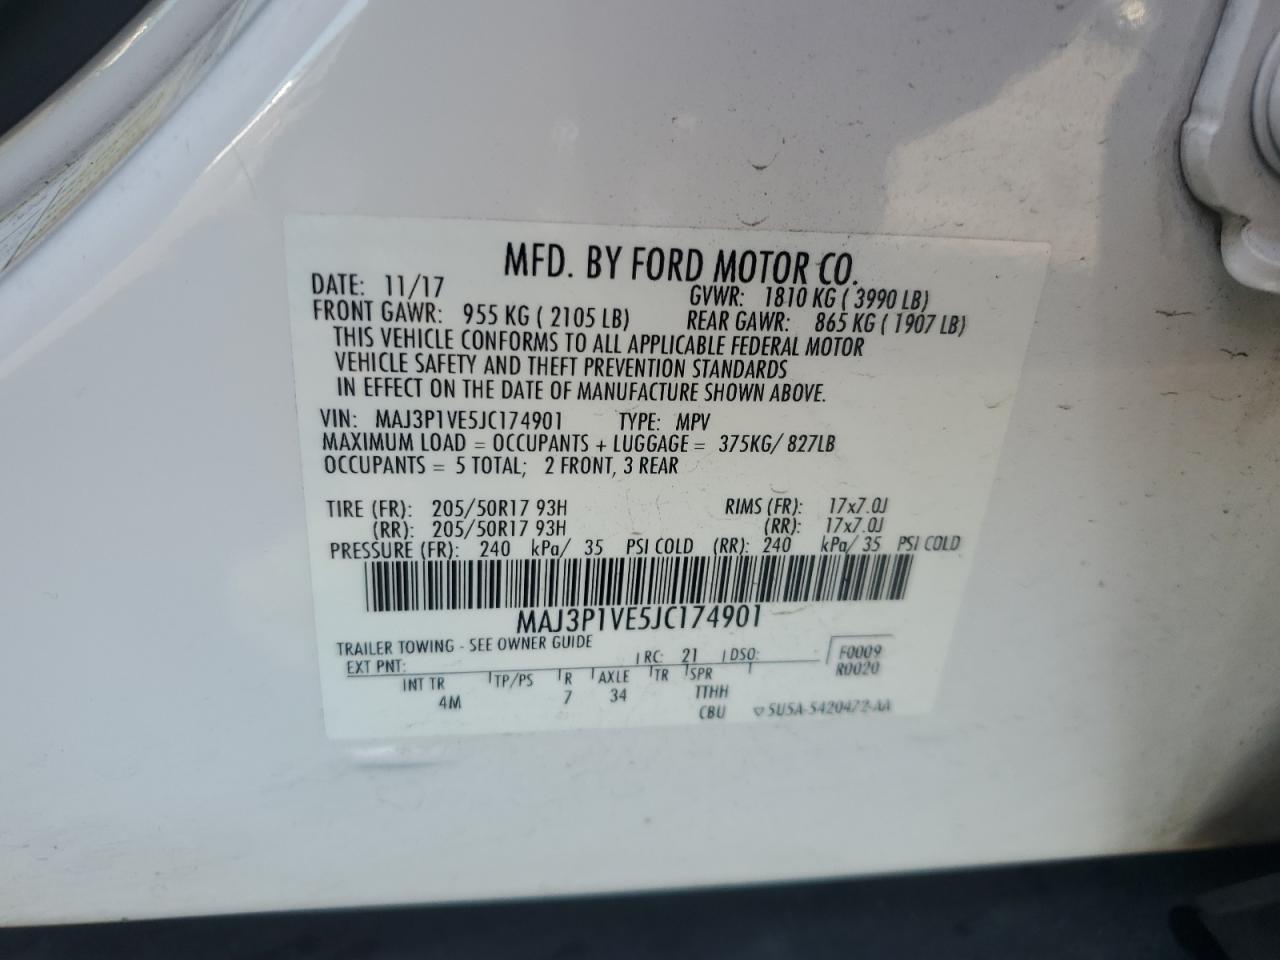 MFD. BY FORD MOTOR CO.
DATE: 11/17 GVWR: 1810 KG ( 3990 LB)
FRONT GAWR: 955 KG ( 2105 LB) REAR GAWR: 865 KG ( 1907 LB)
THIS VEHICLE CONFORMS TO ALL APPLICABLE FEDERAL MOTOR
VEHICLE SAFETY AND THEFT PREVENTION STANDARDS
IN EFFECT ON THE DATE OF MANUFACTURE SHOWN ABOVE.
VIN: MAJ3P1VE5JC174901 TYPE: MPV
MAXIMUM LOAD = OCCUPANTS + LUGGAGE = 375KG/ 827LB
OCCUPANTS = 5 TOTAL; 2 FRONT, 3 REAR
TIRE (FR): 205/50R17 93H RIMS (FR): 17x7.0J
(RR): 205/50R17 93H (RR): 17x7.0J
PRESSURE (FR): 240 kPa/ 35 PSI COLD (RR): 240 kPa/ 35 PSI COLD
MAJ3P1VE5JC174901
TRAILER TOWING - SEE OWNER GUIDE
EXT PNT: RC: 21 DSO: F0009
R0020
INT TR TP/PS R AXLE TR SPR
4M 7 34 TTHH
CBU 5U5A-5420472-AA